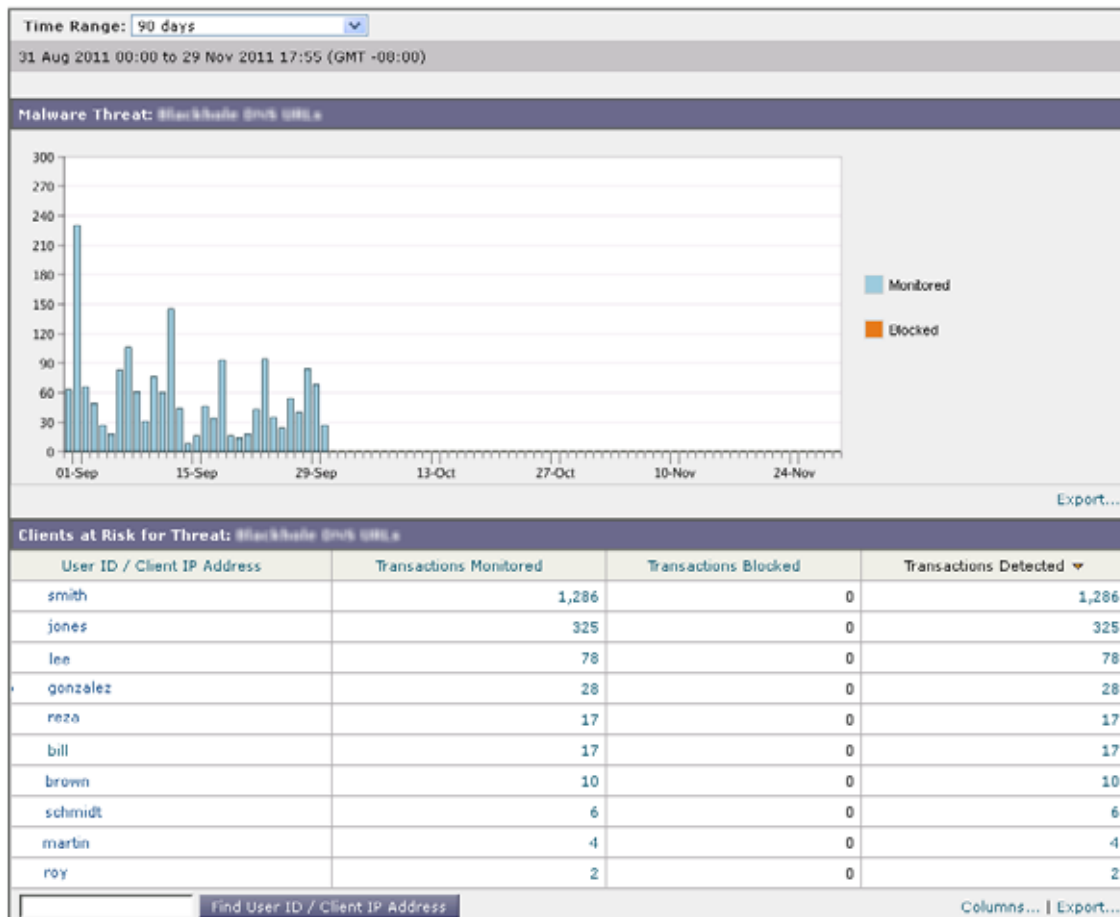 Time Range: 90 days
31 Aug 2011 00:00 to 29 Nov 2011 17:55 (GMT -08:00)
Malware Threat:
300
270
240
210
180
150
120
90
60
30
0
01-Sep 15-Sep 29-Sep 13-Oct 27-Oct 10-Nov 24-Nov
Monitored
Blocked
Export...
Clients at Risk for Threat:
User ID / Client IP Address Transactions Monitored Transactions Blocked Transactions Detected
smith 1,286 0 1,286
jones 325 0 325
lee 78 0 78
gonzalez 28 0 28
reza 17 0 17
bill 17 0 17
brown 10 0 10
schmidt 6 0 6
martin 4 0 4
roy 2 0 2
Find User ID / Client IP Address Columns... | Export...